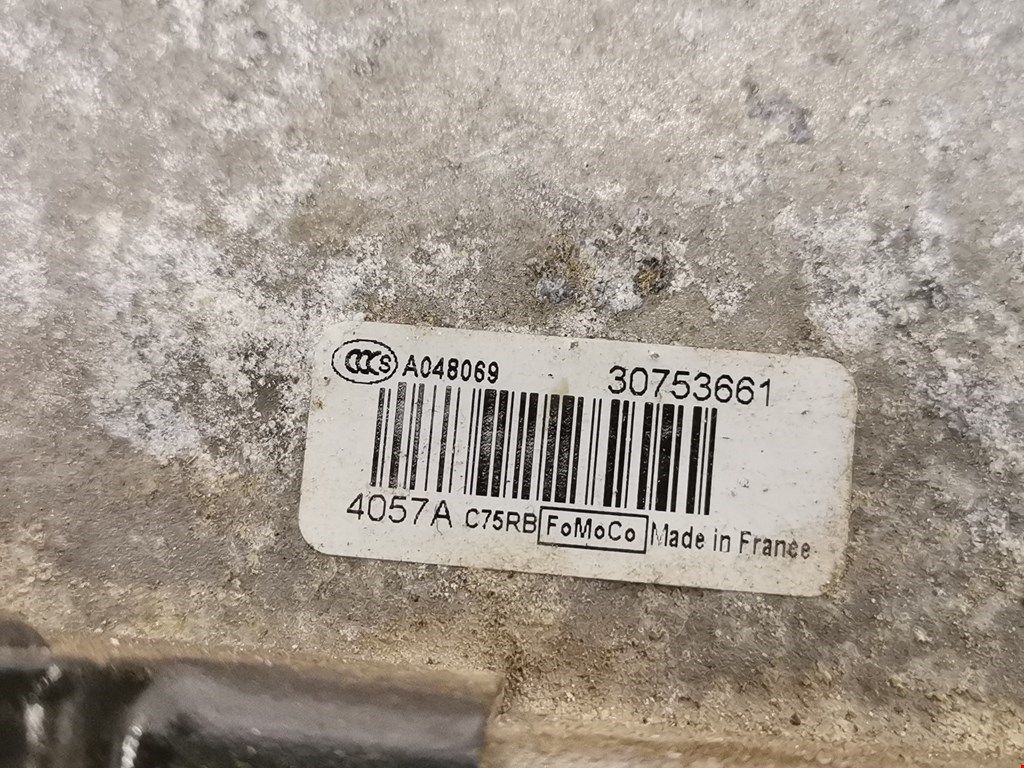 CCCS A048069 30753661
4057A C75RB FoMoCo Made in France